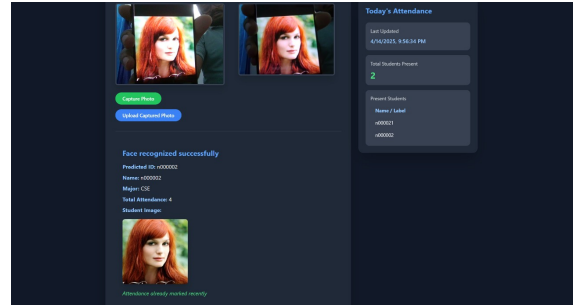 Capture Photo
Upload Captured Photo
Face recognized successfully
Predicted ID: n000002
Name: n000002
Major: CSE
Total Attendance: 4
Student Image:
Attendance already marked recently
Today's Attendance
Last Updated
4/14/2025, 9:56:34 PM
Total Students Present
2
Present Students
Name / Label
n000021
n000002